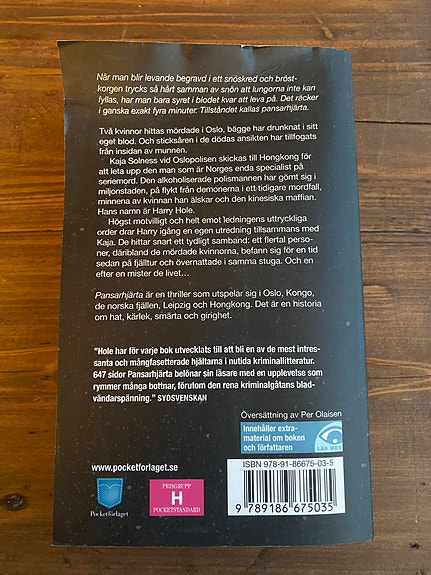 När man blir levande begravd i ett snöskred och bröst-
korgen trycks så hårt samman av snön att lungorna inte kan
fyllas, har man bara syret i blodet kvar att leva på. Det räcker
i ganska exakt fyra minuter. Tillståndet kallas pansarhjärta.
Två kvinnor hittas mördade i Oslo, bägge har drunknat i sitt
eget blod. Och sticksåren i de dödas ansikten har tillfogats
från insidan av munnen.
Kaja Solness vid Oslopolisen skickas till Hongkong för
att leta upp den man som är Norges enda specialist på
seriemord. Den alkoholiserade polismannen har gömt sig i
miljonstaden, på flykt från demonerna i ett tidigare mordfall,
minnena av kvinnan han älskar och den kinesiska maffian.
Hans namn är Harry Hole.
Högst motvilligt och helt emot ledningens uttryckliga
order drar Harry igång en egen utredning tillsammans med
Kaja. De hittar snart ett tydligt samband: ett flertal perso-
ner, däribland de mördade kvinnorna, befann sig för en tid
sedan på fjälltur och övernattade i samma stuga. Och en
efter en mister de livet…
Pansarhjärta är en thriller som utspelar sig i Oslo, Kongo,
de norska fjällen, Leipzig och Hongkong. Det är en historia
om hat, kärlek, smärta och girighet.
"Hole har för varje bok utvecklats till att bli en av de mest intres-
santa och mångfasetterade hjältarna i nutida kriminallitteratur.
647 sidor Pansarhjärta belönar sin läsare med en upplevelse som
rymmer många bottnar, förutom den rena kriminalgåtans blad-
vändarspänning." SYDSVENSKAN
Översättning av Per Olaisen
Innehåller extra-
material om boken
och författaren
LÄS MER
ISBN 978-91-86675-03-5
www.pocketforlaget.se
Pocketförlaget
PRISGRUPP
H
POCKETSTANDARD
9 789186 675035